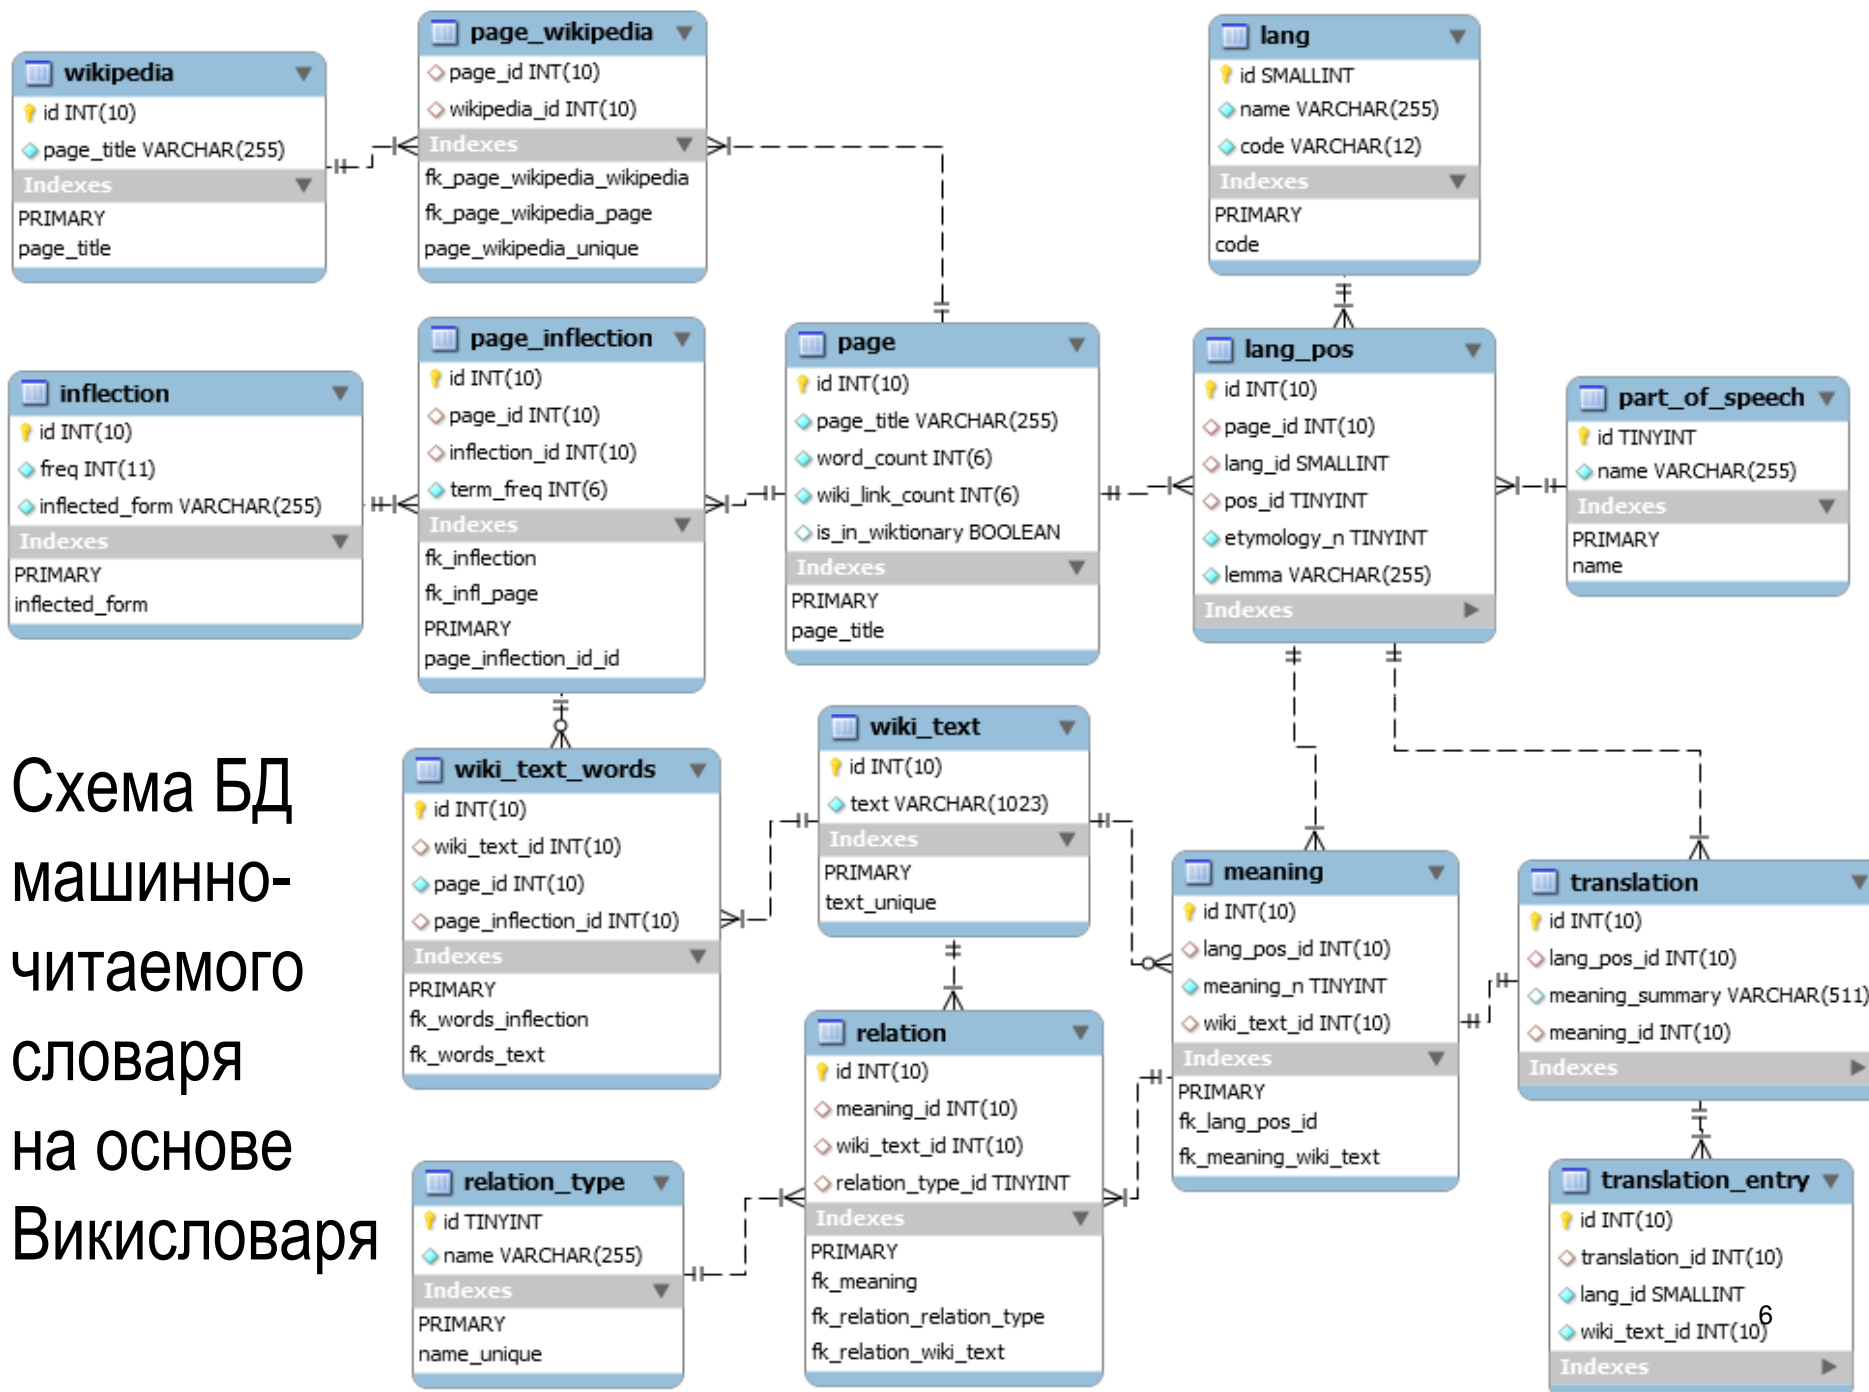 wikipedia
id INT(10)
page_title VARCHAR(255)
Indexes
PRIMARY
page_title
page_wikipedia
page_id INT(10)
wikipedia_id INT(10)
Indexes
fk_page_wikipedia_wikipedia
fk_page_wikipedia_page
page_wikipedia_unique
lang
id SMALLINT
name VARCHAR(255)
code VARCHAR(12)
Indexes
PRIMARY
code
inflection
id INT(10)
freq INT(11)
inflected_form VARCHAR(255)
Indexes
PRIMARY
inflected_form
page_inflection
id INT(10)
page_id INT(10)
inflection_id INT(10)
term_freq INT(6)
Indexes
fk_inflection
fk_infl_page
PRIMARY
page_inflection_id_id
page
id INT(10)
page_title VARCHAR(255)
word_count INT(6)
wiki_link_count INT(6)
is_in_wiktionary BOOLEAN
Indexes
PRIMARY
page_title
lang_pos
id INT(10)
page_id INT(10)
lang_id SMALLINT
pos_id TINYINT
etymology_n TINYINT
lemma VARCHAR(255)
Indexes
part_of_speech
id TINYINT
name VARCHAR(255)
Indexes
PRIMARY
name
Схема БД
машинно-
читаемого
словаря
на основе
Викисловаря
wiki_text_words
id INT(10)
wiki_text_id INT(10)
page_id INT(10)
page_inflection_id INT(10)
Indexes
PRIMARY
fk_words_inflection
fk_words_text
wiki_text
id INT(10)
text VARCHAR(1023)
Indexes
PRIMARY
text_unique
meaning
id INT(10)
lang_pos_id INT(10)
meaning_n TINYINT
wiki_text_id INT(10)
Indexes
PRIMARY
fk_lang_pos_id
fk_meaning_wiki_text
translation
id INT(10)
lang_pos_id INT(10)
meaning_summary VARCHAR(511)
meaning_id INT(10)
Indexes
relation_type
id TINYINT
name VARCHAR(255)
Indexes
PRIMARY
name_unique
relation
id INT(10)
meaning_id INT(10)
wiki_text_id INT(10)
relation_type_id TINYINT
Indexes
PRIMARY
fk_meaning
fk_relation_relation_type
fk_relation_wiki_text
translation_entry
id INT(10)
translation_id INT(10)
lang_id SMALLINT
wiki_text_id INT(10)
Indexes
6